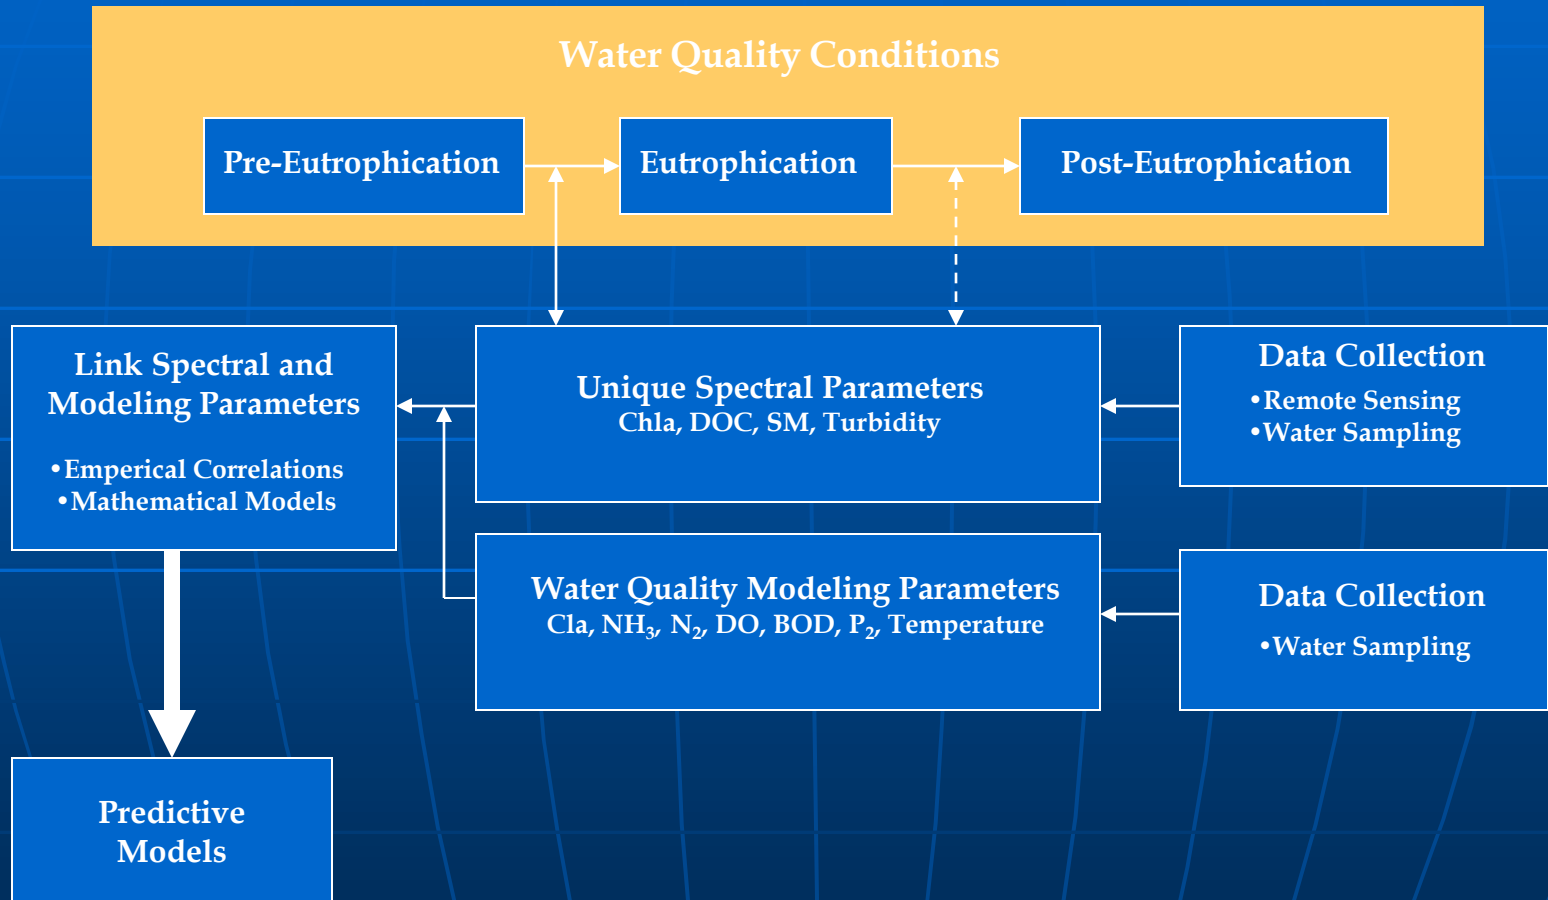 Water Quality Conditions
Pre-Eutrophication
Eutrophication
Post-Eutrophication
Link Spectral and
Modeling Parameters
•Emperical Correlations
•Mathematical Models
Unique Spectral Parameters
Chla, DOC, SM, Turbidity
Data Collection
•Remote Sensing
•Water Sampling
Water Quality Modeling Parameters
Cla, NH₃, N₂, DO, BOD, P₂, Temperature
Data Collection
•Water Sampling
Predictive
Models